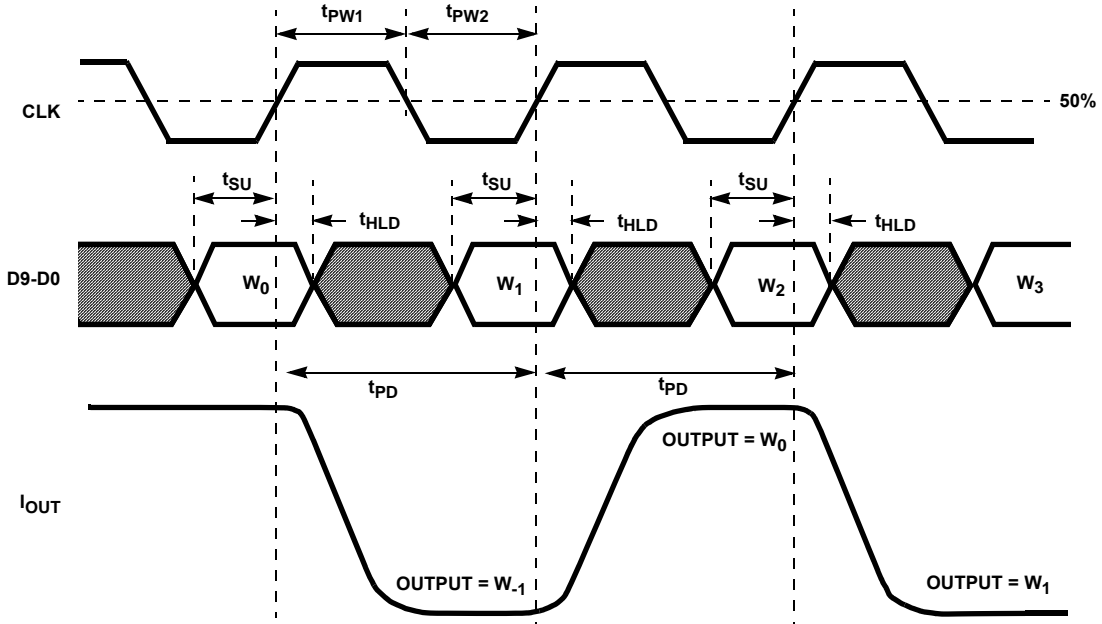 tPW1 tPW2
CLK
50%
tSU tSU tSU
tHLD tHLD tHLD
D9-D0
W0 W1 W2 W3
tPD tPD
OUTPUT = W0
IOUT
OUTPUT = W-1 OUTPUT = W1